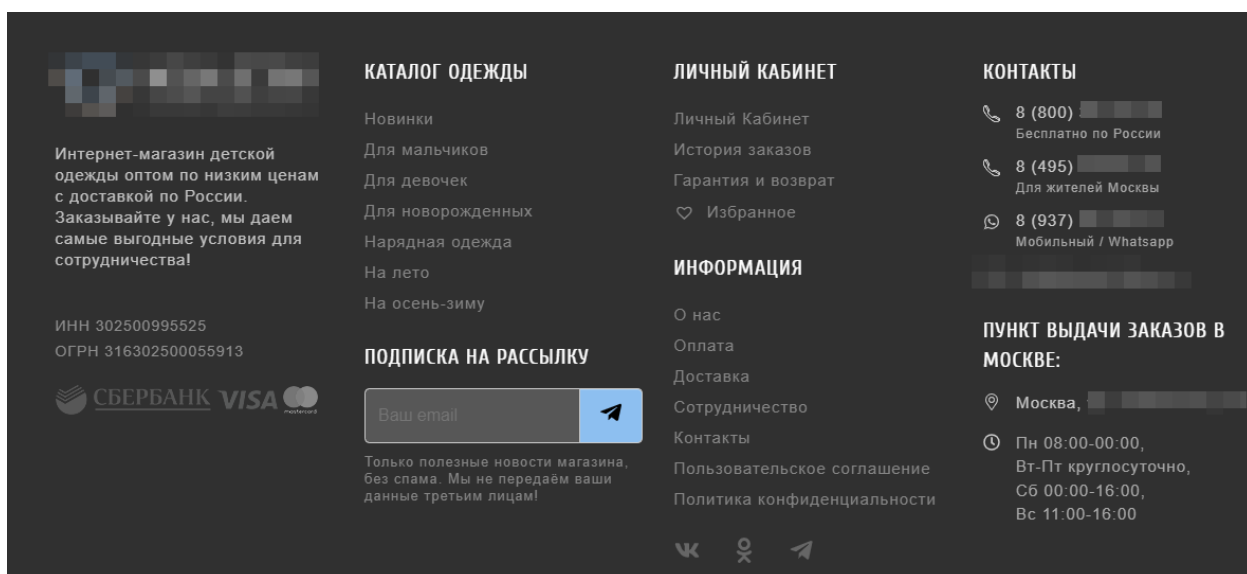 Интернет-магазин детской
одежды оптом по низким ценам
с доставкой по России.
Заказывайте у нас, мы даем
самые выгодные условия для
сотрудничества!
ИНН 302500995525
ОГРН 316302500055913
СБЕРБАНК VISA mastercard
КАТАЛОГ ОДЕЖДЫ
Новинки
Для мальчиков
Для девочек
Для новорожденных
Нарядная одежда
На лето
На осень-зиму
ПОДПИСКА НА РАССЫЛКУ
Ваш email
Только полезные новости магазина,
без спама. Мы не передаём ваши
данные третьим лицам!
ЛИЧНЫЙ КАБИНЕТ
Личный Кабинет
История заказов
Гарантия и возврат
Избранное
ИНФОРМАЦИЯ
О нас
Оплата
Доставка
Сотрудничество
Контакты
Пользовательское соглашение
Политика конфиденциальности
КОНТАКТЫ
8 (800)
Бесплатно по России
8 (495)
Для жителей Москвы
8 (937)
Мобильный / Whatsapp
ПУНКТ ВЫДАЧИ ЗАКАЗОВ В
МОСКВЕ:
Москва,
Пн 08:00-00:00,
Вт-Пт круглосуточно,
Сб 00:00-16:00,
Вс 11:00-16:00